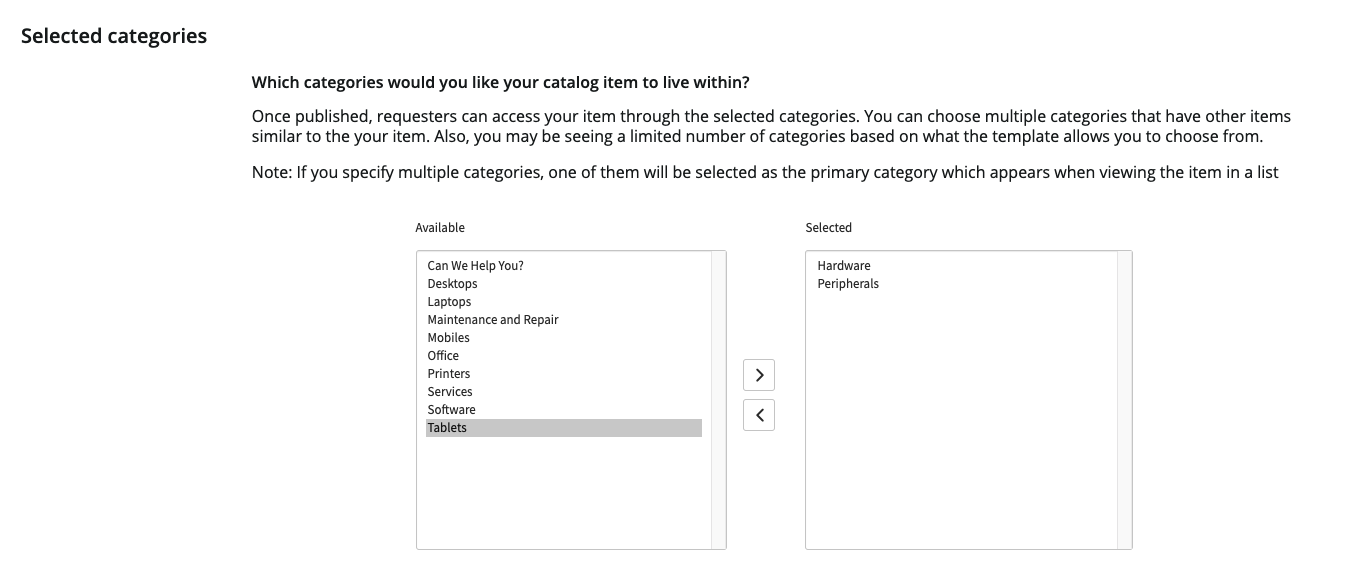 Selected categories
Which categories would you like your catalog item to live within?
Once published, requesters can access your item through the selected categories. You can choose multiple categories that have other items
similar to the your item. Also, you may be seeing a limited number of categories based on what the template allows you to choose from.
Note: If you specify multiple categories, one of them will be selected as the primary category which appears when viewing the item in a list
Available
Can We Help You?
Desktops
Laptops
Maintenance and Repair
Mobiles
Office
Printers
Services
Software
Tablets
Selected
Hardware
Peripherals